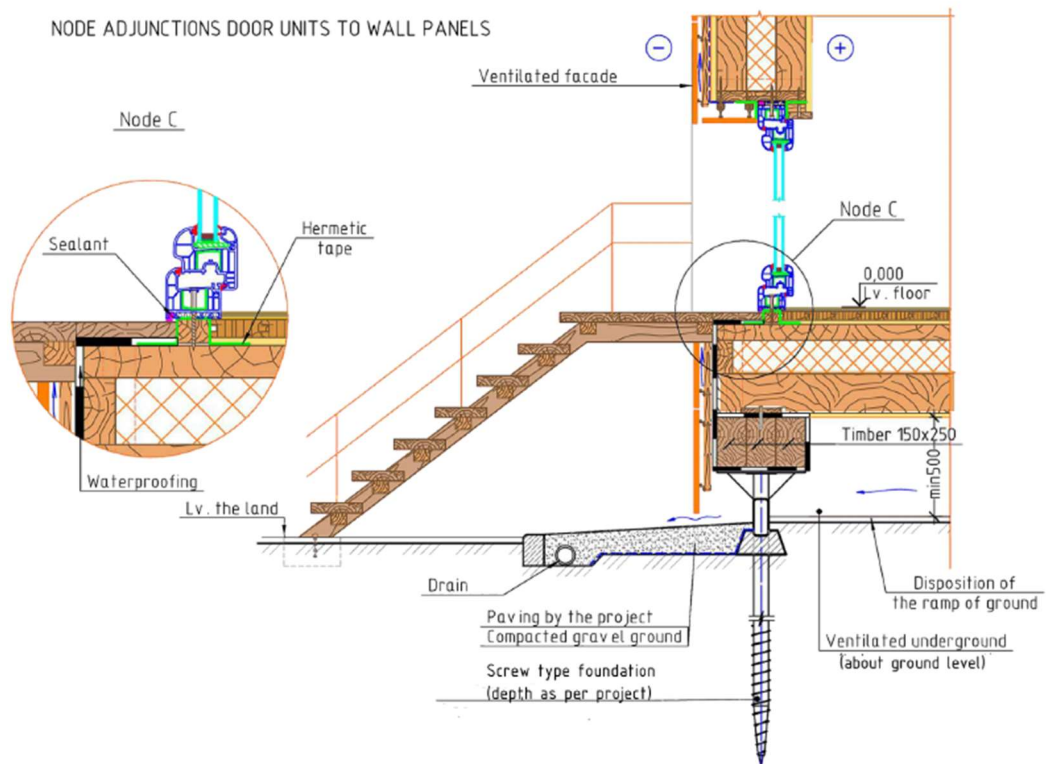 NODE ADJUNCTIONS DOOR UNITS TO WALL PANELS
−
+
Ventilated facade
Node C
Node C
Hermetic
tape
Sealant
0,000
Lv. floor
Timber 150x250
min500
Waterproofing
Lv. the land
Drain
Disposition of
the ramp of ground
Paving by the project
Compacted gravel ground
Ventilated underground
(about ground level)
Screw type foundation
(depth as per project)